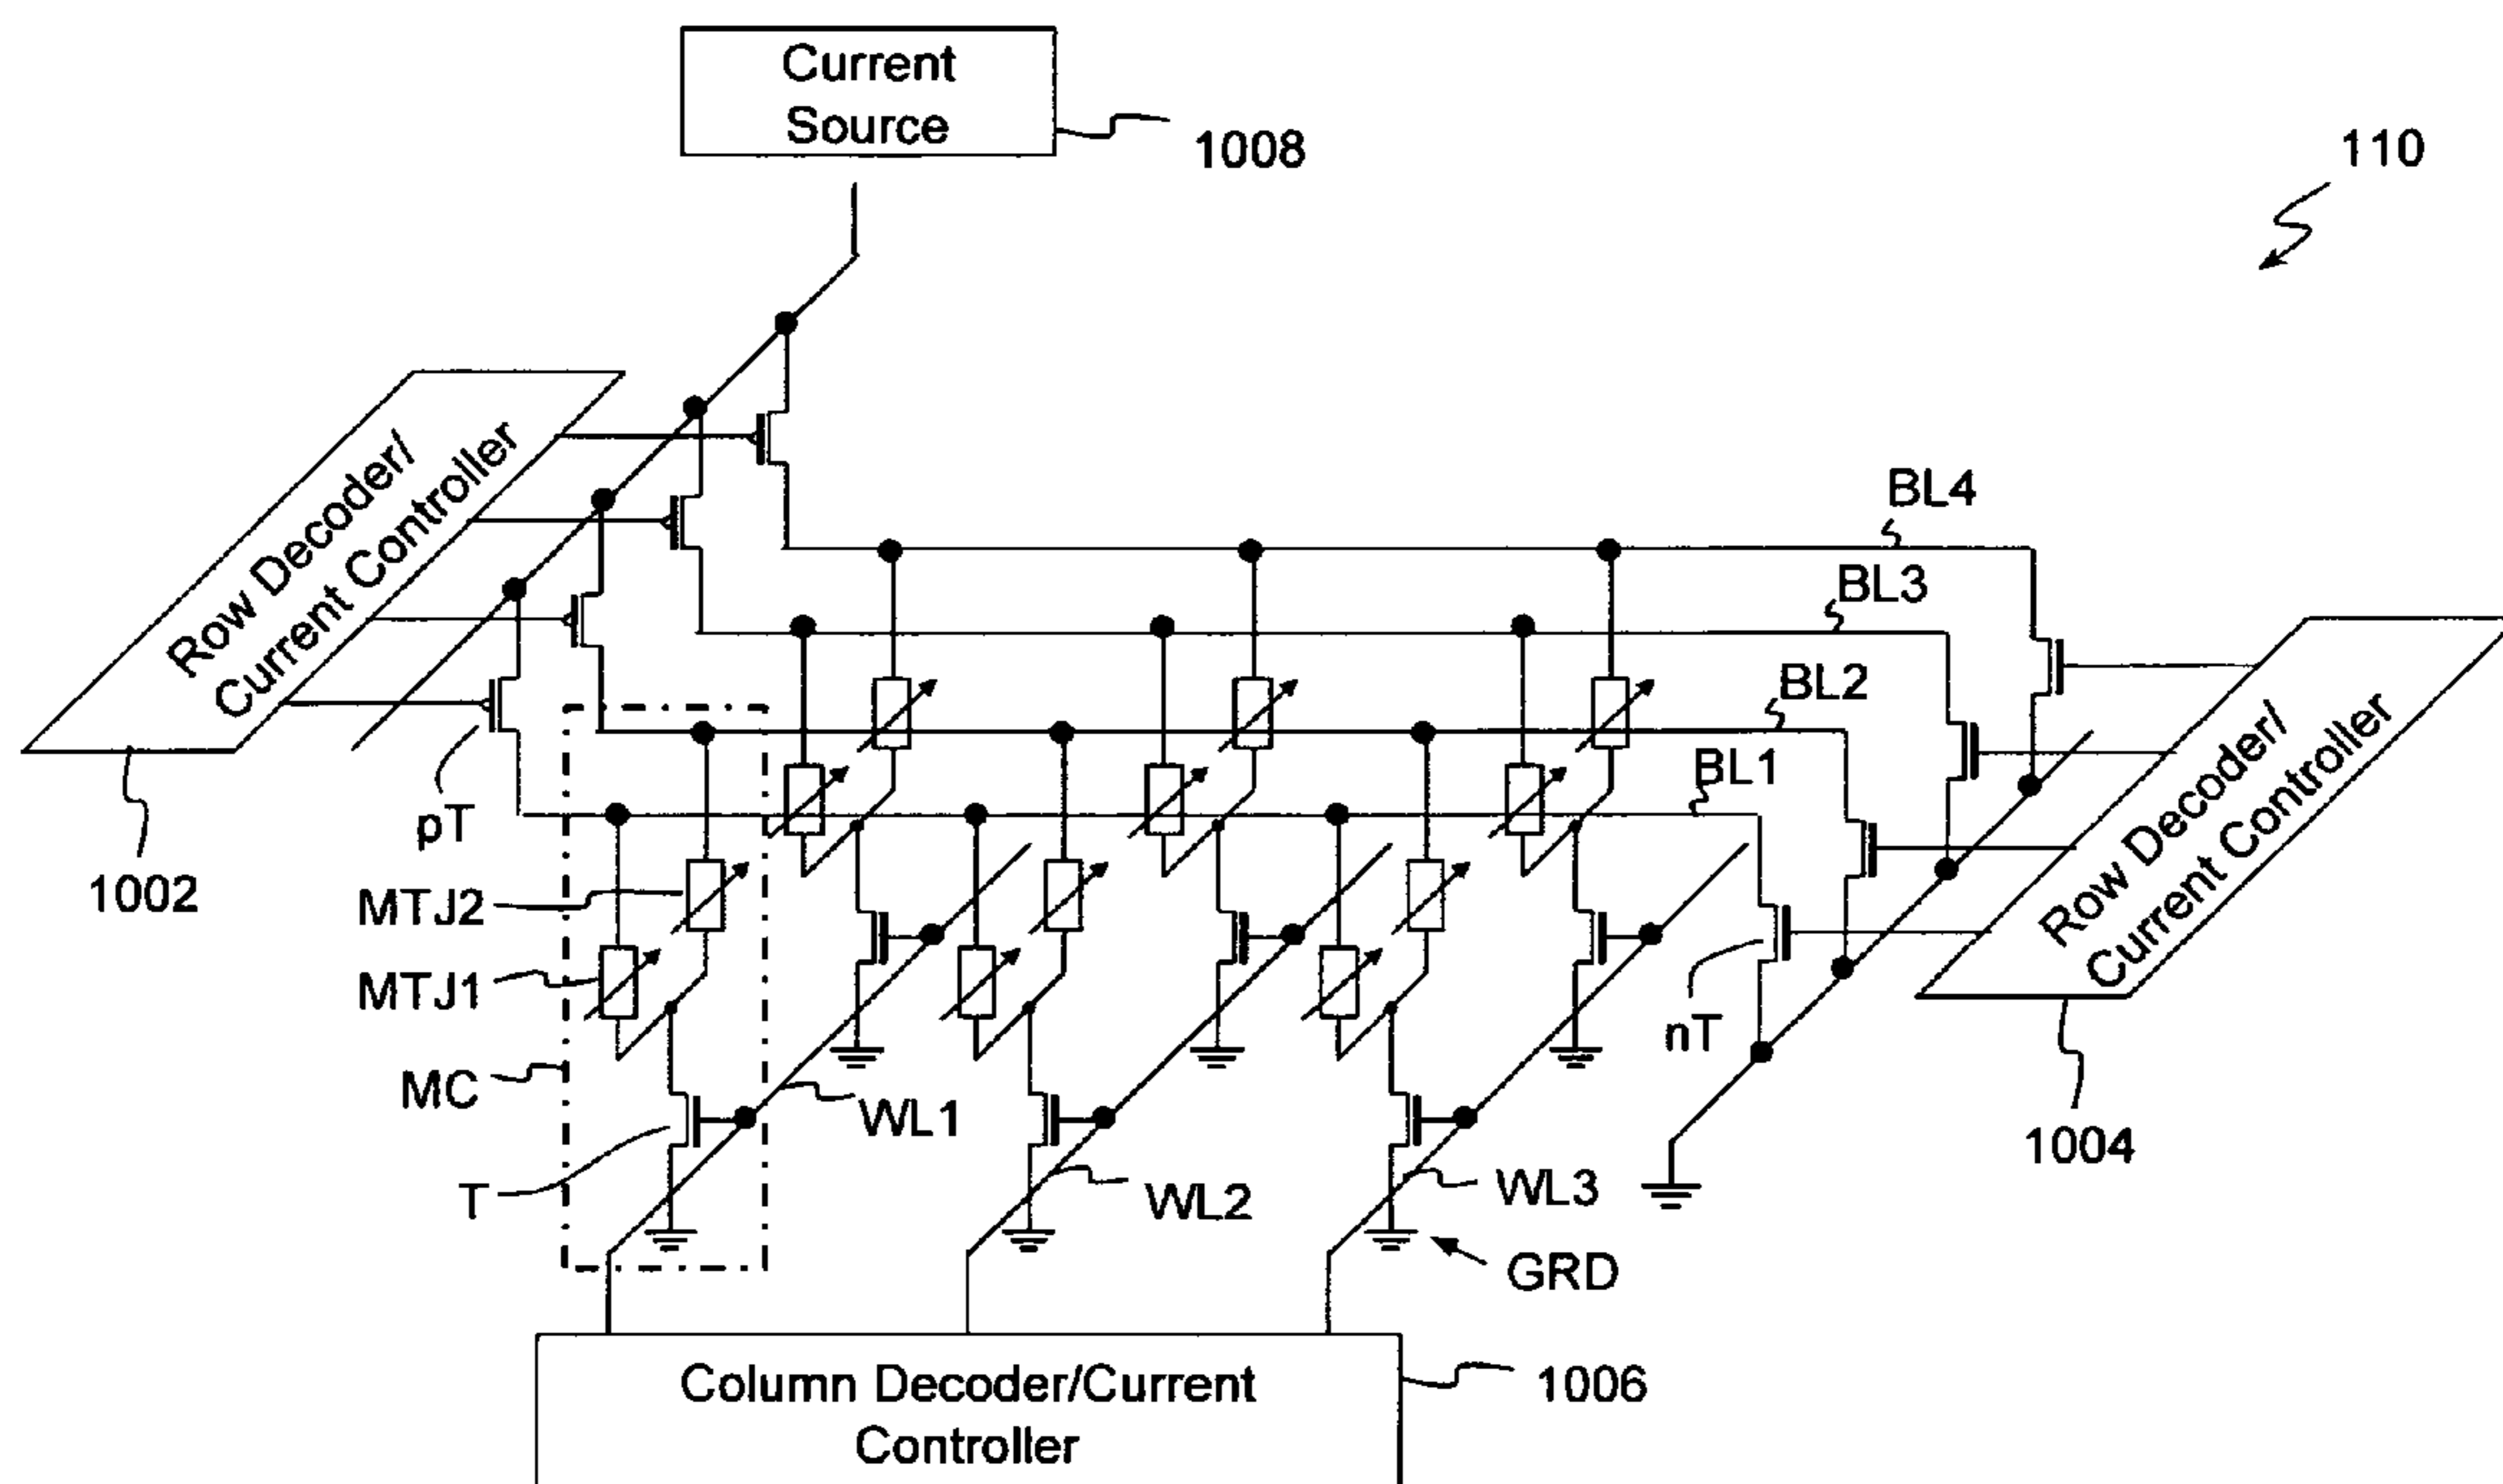 Current
Source
1008
110
Row Decoder/
Current Controller
BL4
BL3
BL2
BL1
pT
1002
MTJ2
MTJ1
MC
T
WL1
WL2
WL3
GRD
nT
Row Decoder/
Current Controller
1004
Column Decoder/Current
Controller
1006